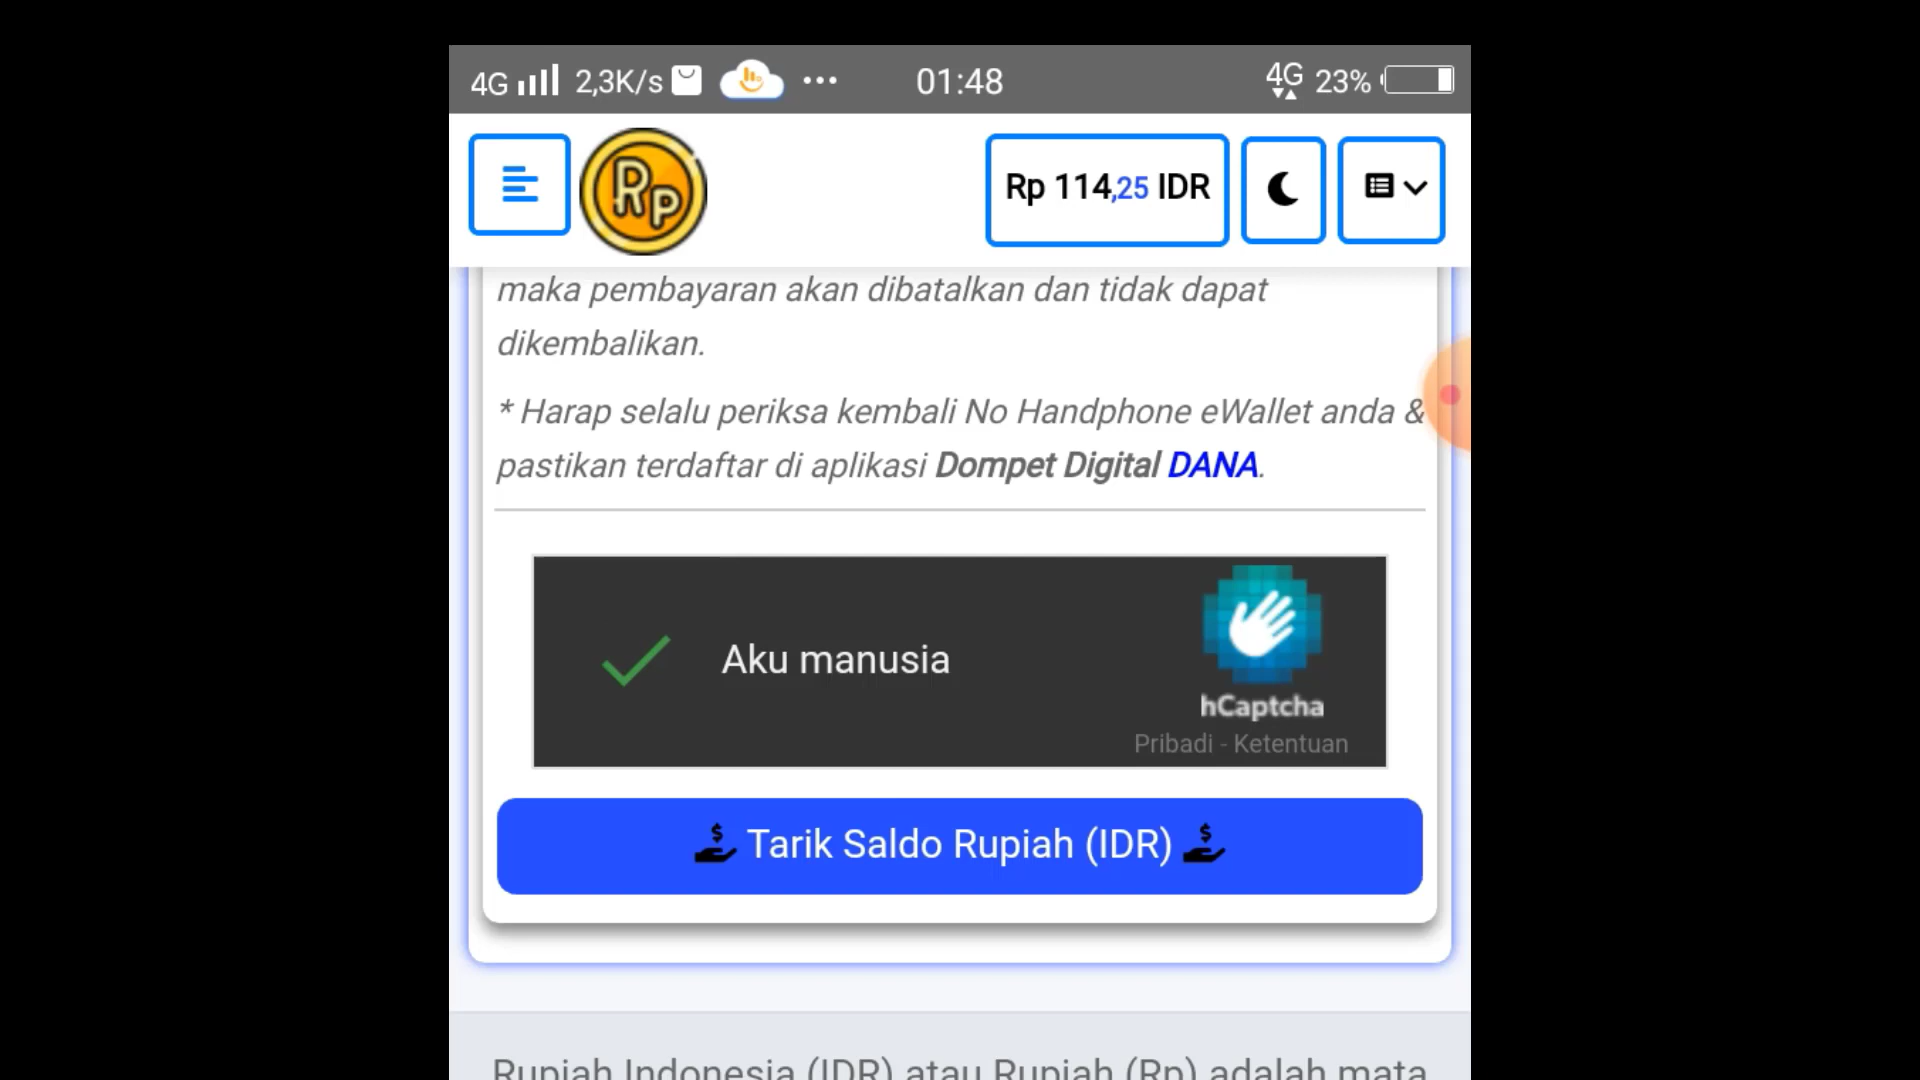 4G 2,3K/s 01:48 4G 23%
Rp Rp 114,25 IDR
maka pembayaran akan dibatalkan dan tidak dapat
dikembalikan.
* Harap selalu periksa kembali No Handphone eWallet anda &
pastikan terdaftar di aplikasi Dompet Digital DANA.
Aku manusia
hCaptcha
Pribadi - Ketentuan
$ Tarik Saldo Rupiah (IDR) $
Rupiah Indonesia (IDR) atau Rupiah (Rp) adalah mata